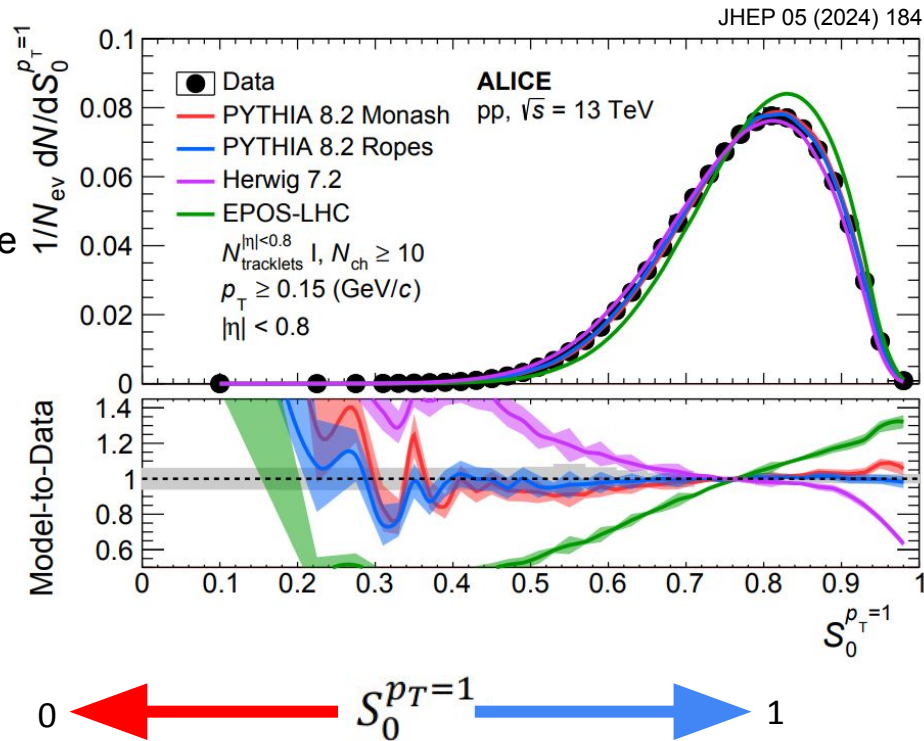 JHEP 05 (2024) 184
1/N_ev dN/dS_0^{p_T=1}
0.1
0.08
0.06
0.04
0.02
0
Data
PYTHIA 8.2 Monash
PYTHIA 8.2 Ropes
Herwig 7.2
EPOS-LHC
N_tracklets^{|η|<0.8} I, N_ch ≥ 10
p_T ≥ 0.15 (GeV/c)
|η| < 0.8
ALICE
pp, √s = 13 TeV
e
Model-to-Data
1.4
1.2
1
0.8
0.6
0 0.1 0.2 0.3 0.4 0.5 0.6 0.7 0.8 0.9 1
S_0^{p_T=1}
0 S_0^{p_T=1} 1